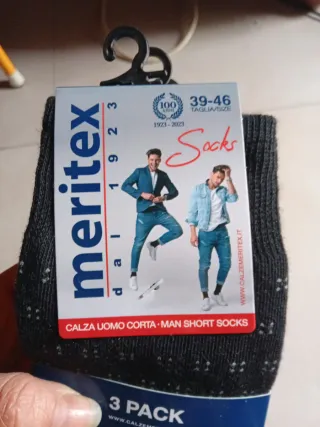 meritex
dal 1923
100
1923 - 2023
39-46
TAGLIA/SIZE
Socks
WWW.CALZEMERITEX.IT
CALZA UOMO CORTA · MAN SHORT SOCKS
3 PACK